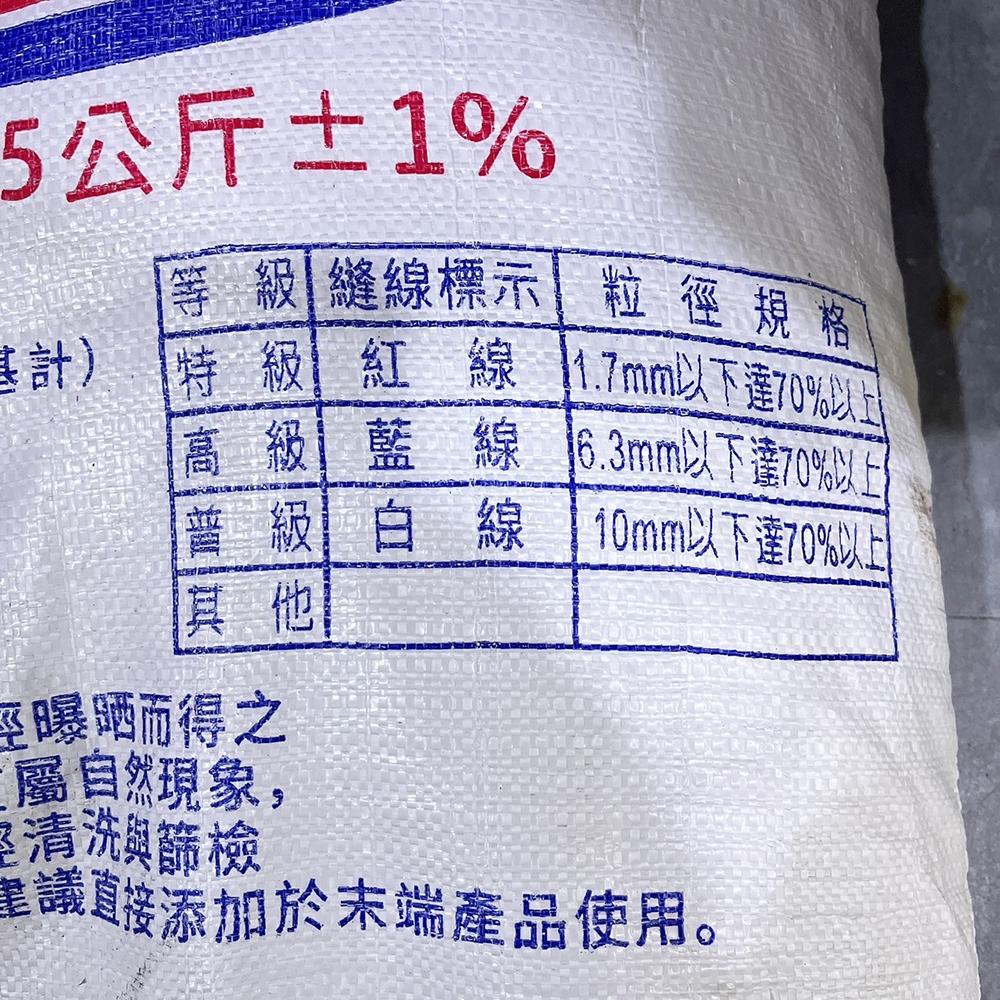 5公斤±1%
等級 縫線標示 粒徑規格
基計)
特級 紅線 1.7mm以下達70%以上
高級 藍線 6.3mm以下達70%以上
普級 白線 10mm以下達70%以上
其他
曝晒而得之
屬自然現象,
清洗與篩檢
建議直接添加於末端產品使用。